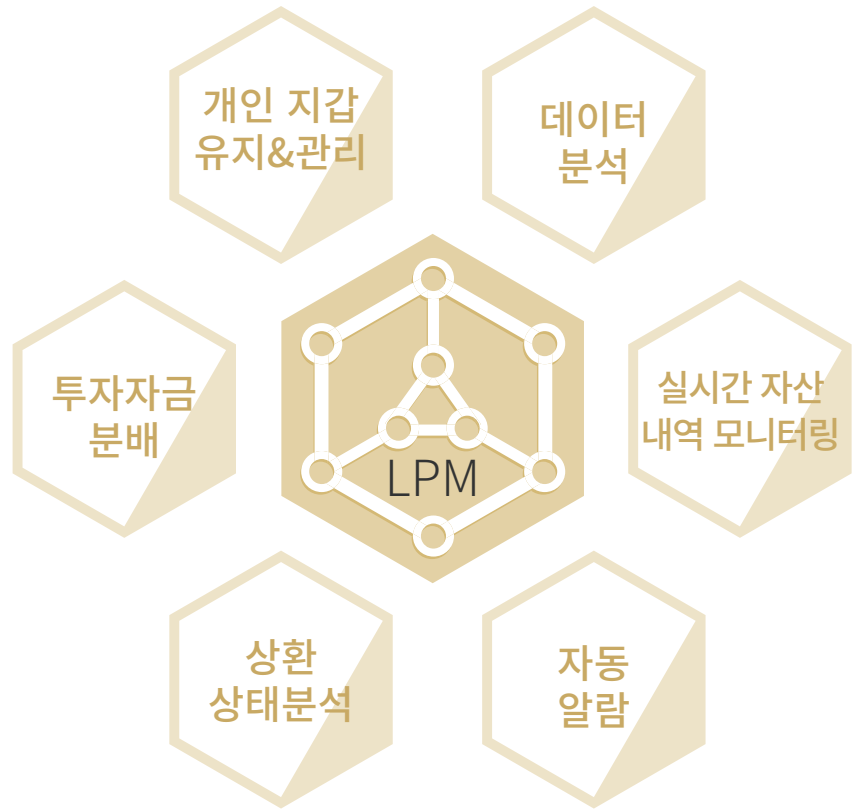 개인 지갑
유지&관리
데이터
분석
투자자금
분배
LPM
실시간 자산
내역 모니터링
상환
상태분석
자동
알람